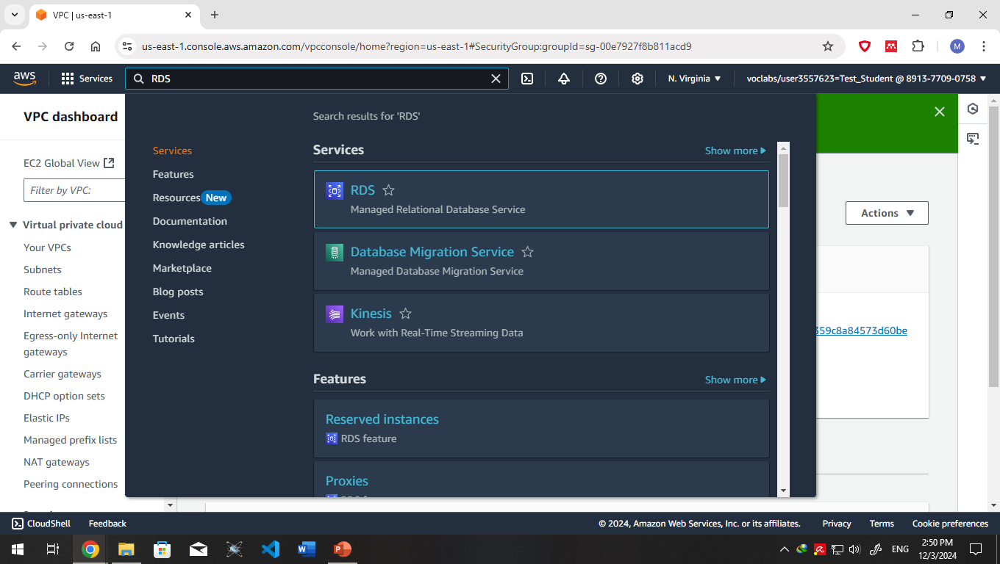 VPC | us-east-1
us-east-1.console.aws.amazon.com/vpcconsole/home?region=us-east-1#SecurityGroup:groupId=sg-00e7927f8b811acd9
M
aws
Services
RDS
N. Virginia
voclabs/user3557623=Test_Student @ 8913-7709-0758
VPC dashboard
EC2 Global View
Filter by VPC:
Virtual private cloud
Your VPCs
Subnets
Route tables
Internet gateways
Egress-only Internet
gateways
Carrier gateways
DHCP option sets
Elastic IPs
Managed prefix lists
NAT gateways
Peering connections
Search results for 'RDS'
Services
Features
Resources New
Documentation
Knowledge articles
Marketplace
Blog posts
Events
Tutorials
Services
Show more
RDS
Managed Relational Database Service
Database Migration Service
Managed Database Migration Service
Kinesis
Work with Real-Time Streaming Data
Features
Show more
Reserved instances
RDS feature
Proxies
Actions
359c8a84573d60be
CloudShell
Feedback
© 2024, Amazon Web Services, Inc. or its affiliates.
Privacy
Terms
Cookie preferences
ENG
2:50 PM
12/3/2024